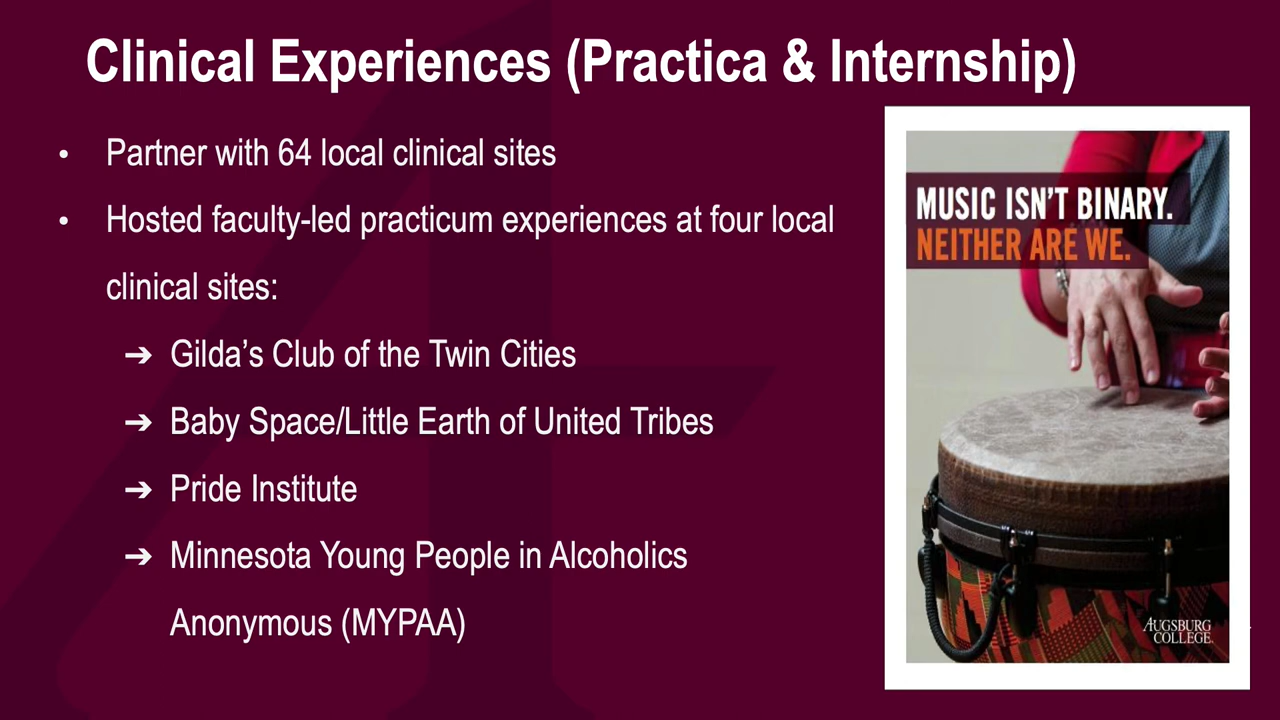 Clinical Experiences (Practica & Internship)
• Partner with 64 local clinical sites
• Hosted faculty-led practicum experiences at four local
clinical sites:
➔ Gilda’s Club of the Twin Cities
➔ Baby Space/Little Earth of United Tribes
➔ Pride Institute
➔ Minnesota Young People in Alcoholics
Anonymous (MYPAA)
MUSIC ISN’T BINARY.
NEITHER ARE WE.
AUGSBURG
COLLEGE